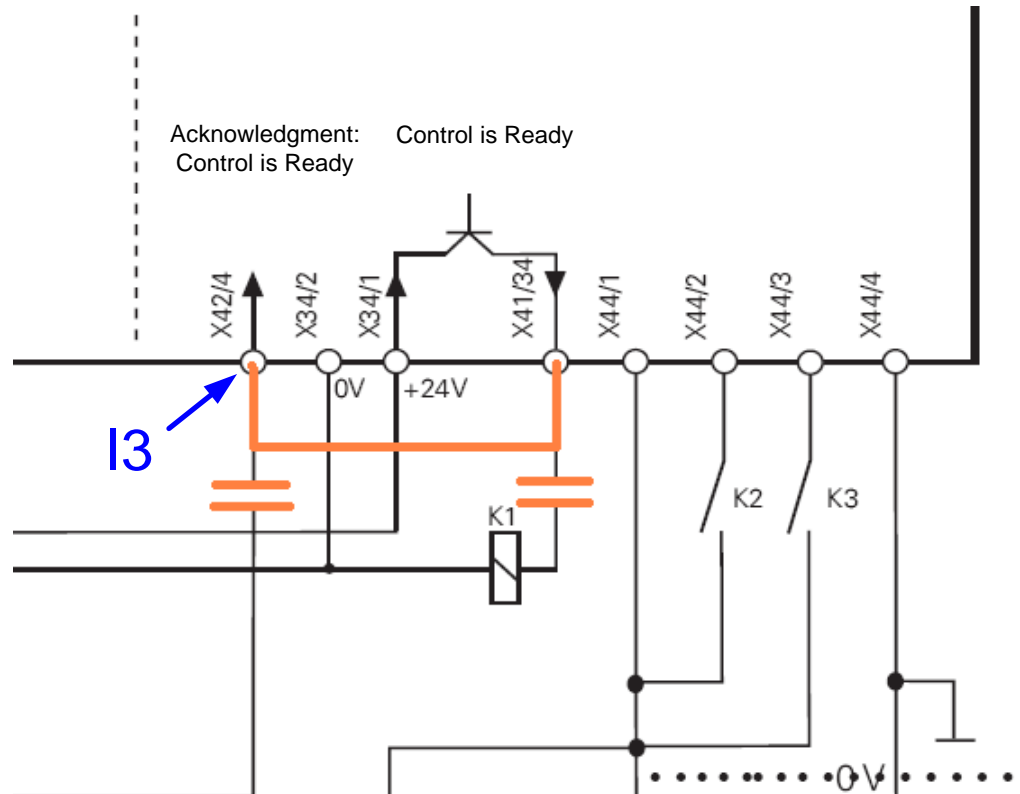 Acknowledgment:
Control is Ready
Control is Ready
X42/4
X34/2
X34/1
X41/34
X44/1
X44/2
X44/3
X44/4
0V
+24V
I3
K2
K3
K1
0V